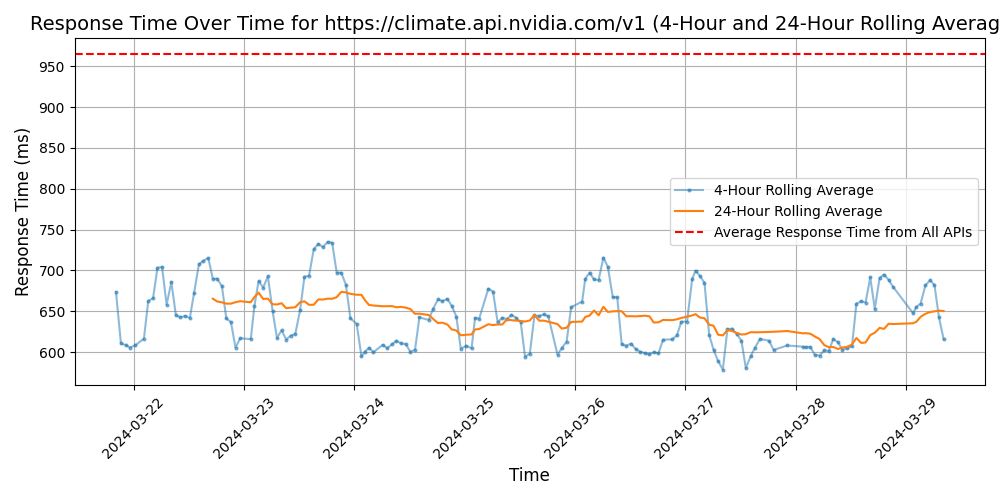 Response Time Over Time for https://climate.api.nvidia.com/v1 (4-Hour and 24-Hour Rolling Averag
Response Time (ms)
950
900
850
800
750
700
650
600
4-Hour Rolling Average
24-Hour Rolling Average
Average Response Time from All APIs
2024-03-22
2024-03-23
2024-03-24
2024-03-25
2024-03-26
2024-03-27
2024-03-28
2024-03-29
Time